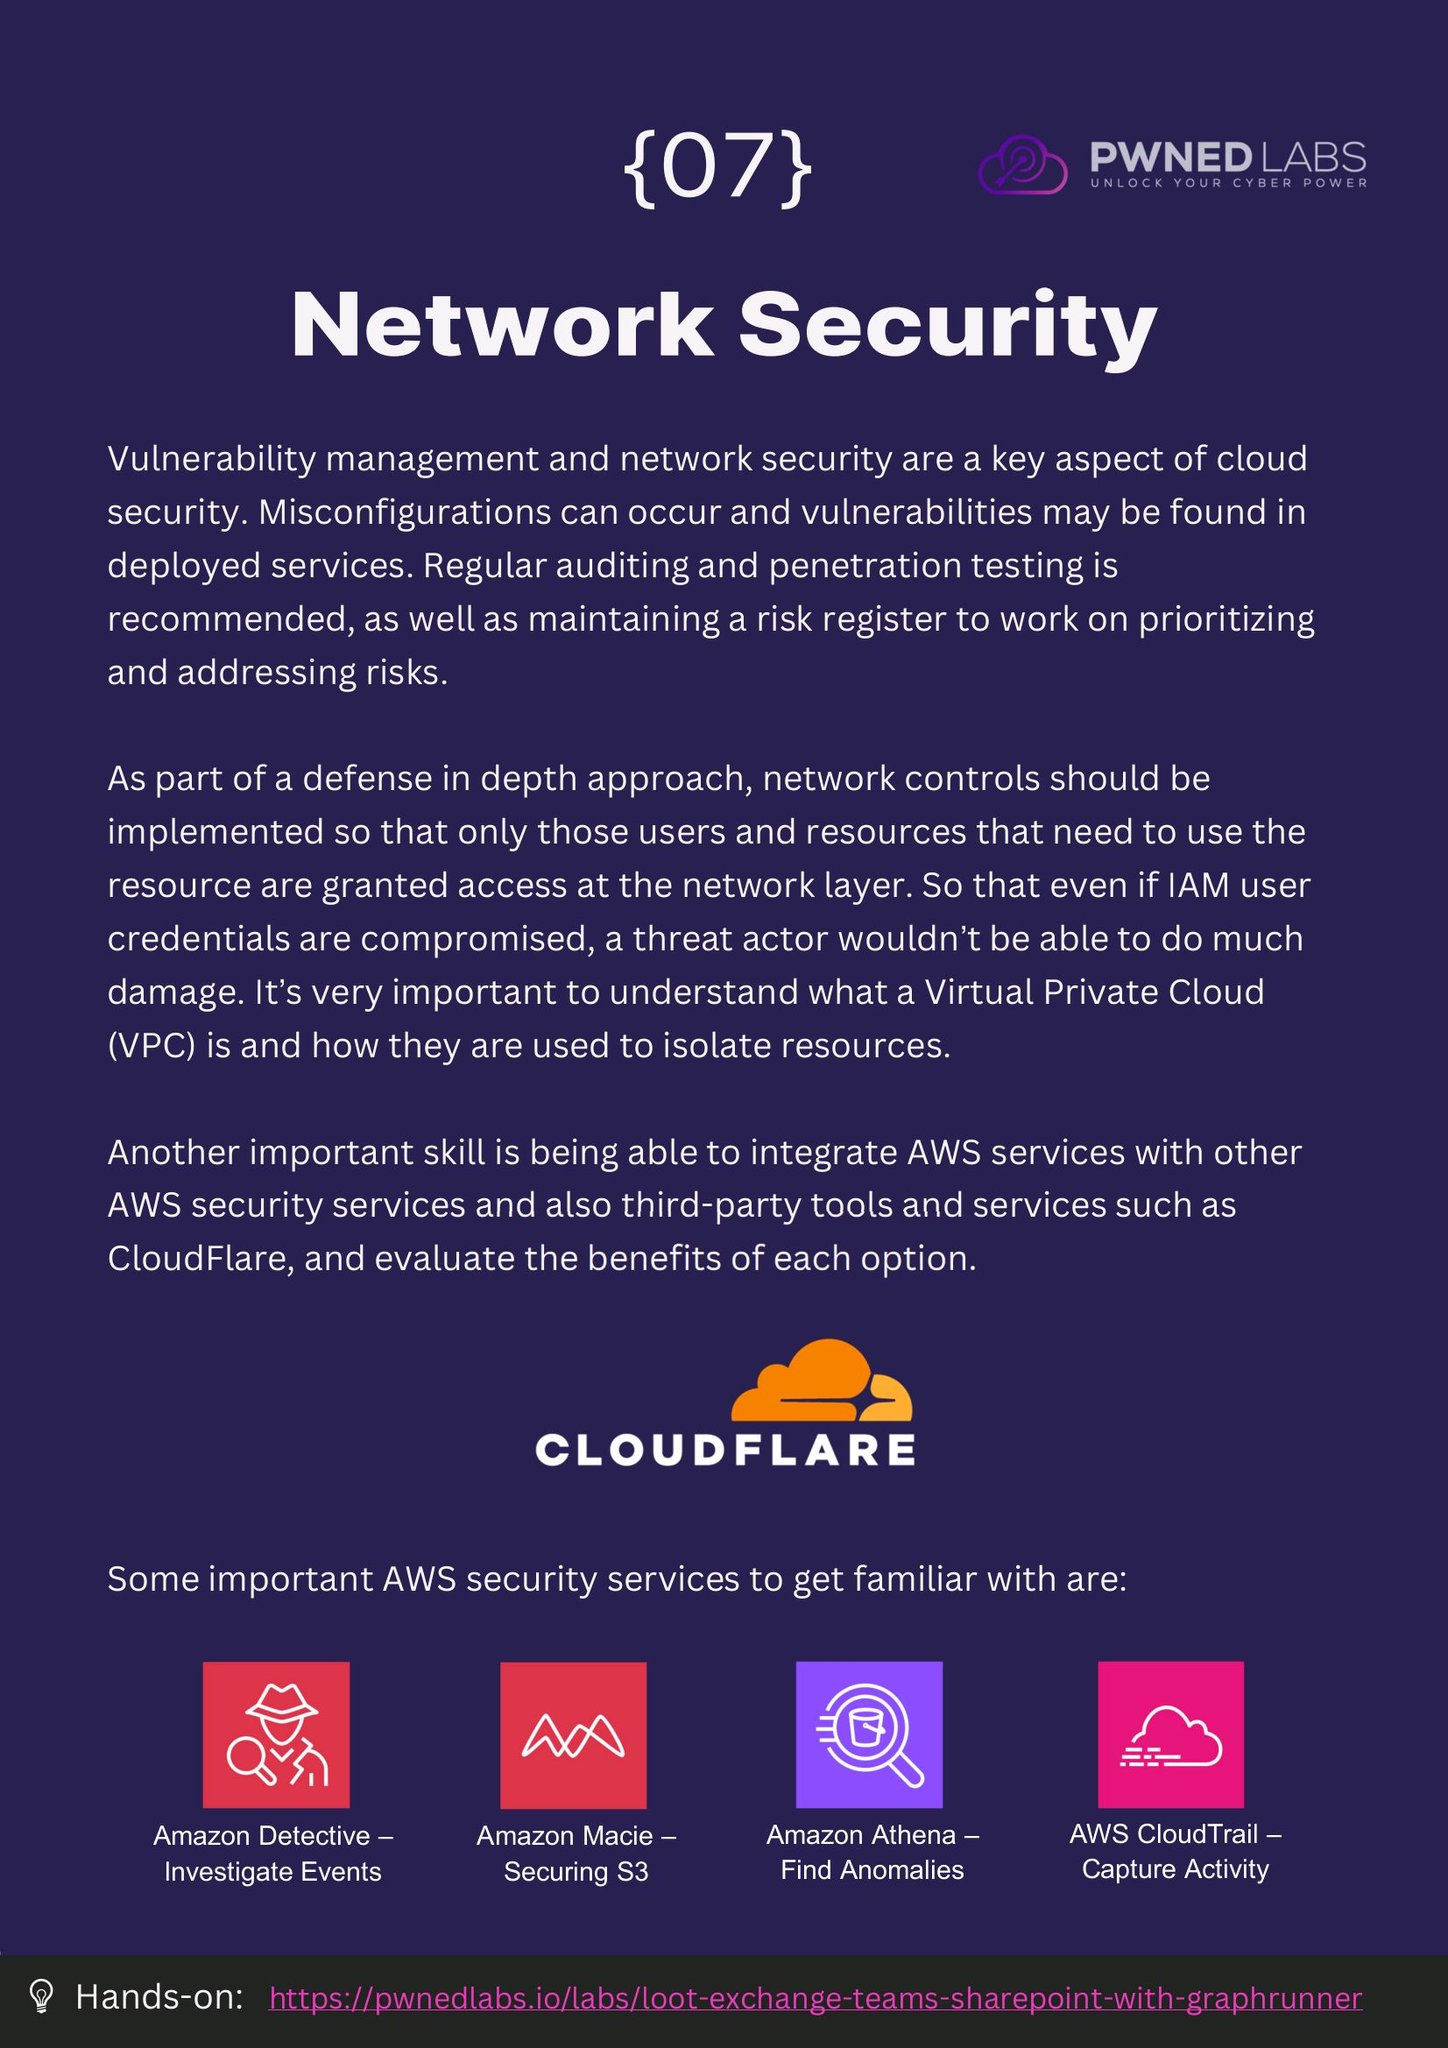 {07}
PWNED LABS
UNLOCK YOUR CYBER POWER
Network Security
Vulnerability management and network security are a key aspect of cloud
security. Misconfigurations can occur and vulnerabilities may be found in
deployed services. Regular auditing and penetration testing is
recommended, as well as maintaining a risk register to work on prioritizing
and addressing risks.
As part of a defense in depth approach, network controls should be
implemented so that only those users and resources that need to use the
resource are granted access at the network layer. So that even if IAM user
credentials are compromised, a threat actor wouldn’t be able to do much
damage. It’s very important to understand what a Virtual Private Cloud
(VPC) is and how they are used to isolate resources.
Another important skill is being able to integrate AWS services with other
AWS security services and also third-party tools and services such as
CloudFlare, and evaluate the benefits of each option.
CLOUDFLARE
Some important AWS security services to get familiar with are:
Amazon Detective –
Investigate Events
Amazon Macie –
Securing S3
Amazon Athena –
Find Anomalies
AWS CloudTrail –
Capture Activity
Hands-on: https://pwnedlabs.io/labs/loot-exchange-teams-sharepoint-with-graphrunner